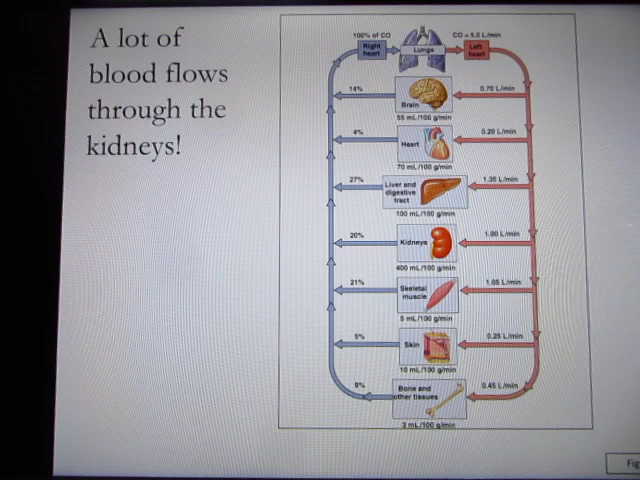 A lot of
blood flows
through the
kidneys!
100% of CO
CO = 5.0 L/min
Right
heart
Lungs
Left
heart
14%
0.70 L/min
Brain
55 mL/100 g/min
4%
0.20 L/min
Heart
70 mL/100 g/min
27%
1.35 L/min
Liver and
digestive
tract
100 mL/100 g/min
20%
1.00 L/min
Kidneys
400 mL/100 g/min
21%
1.05 L/min
Skeletal
muscle
5 mL/100 g/min
5%
0.25 L/min
Skin
10 mL/100 g/min
9%
0.45 L/min
Bone and
other tissues
3 mL/100 g/min
Fig